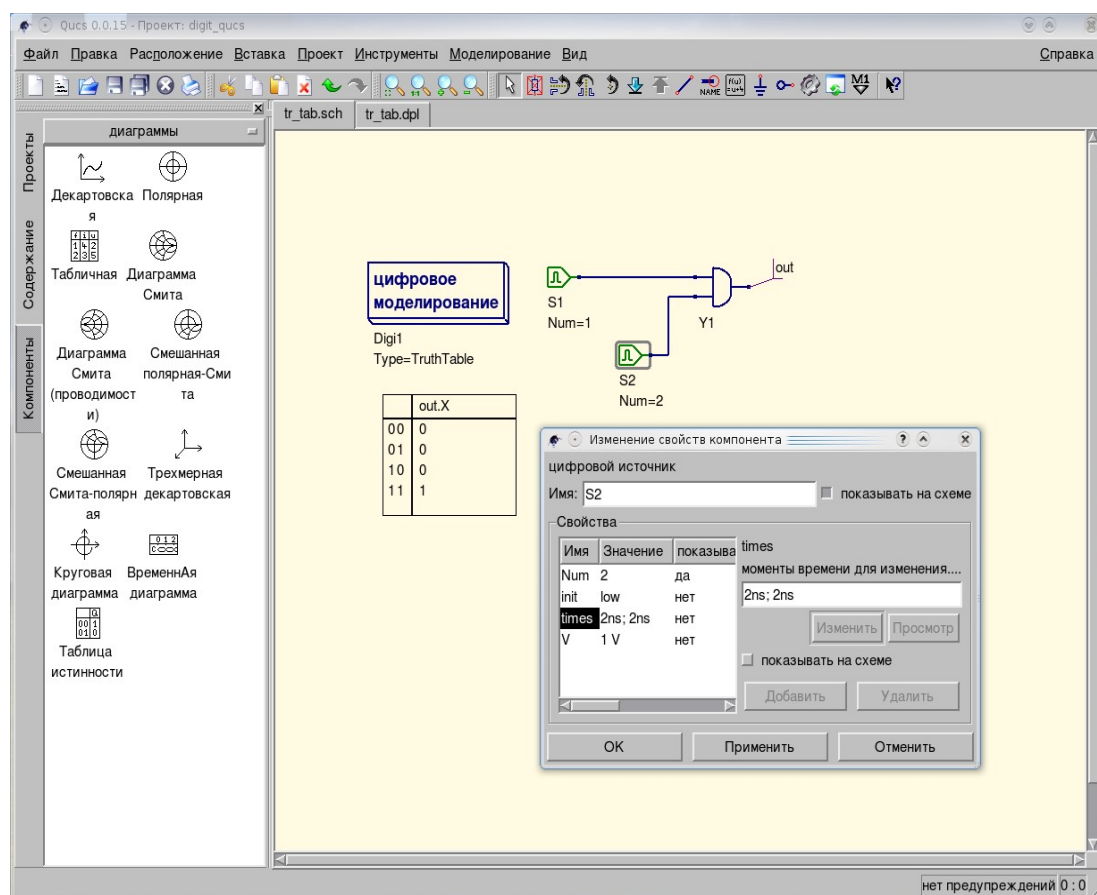 Qucs 0.0.15 - Проект: digit_qucs
Файл Правка Расположение Вставка Проект Инструменты Моделирование Вид Справка
NAME
tr_tab.sch tr_tab.dpl
Проекты
Содержание
Компоненты
диаграммы
Декартовска
я
Полярная
Табличная
Диаграмма
Смита
Диаграмма
Смита
(проводимост
и)
Смешанная
полярная-Сми
та
Смешанная
Смита-полярн
ая
Трехмерная
декартовская
Круговая
диаграмма
ВременнАя
диаграмма
Таблица
истинности
цифровое
моделирование
Digi1
Type=TruthTable
S1
Num=1
Y1
out
S2
Num=2
out.X
00 0
01 0
10 0
11 1
Изменение свойств компонента
цифровой источник
Имя: S2
показывать на схеме
Свойства
Имя Значение показыва
Num 2 да
init low нет
times 2ns; 2ns нет
V 1 V нет
times
моменты времени для изменения....
2ns; 2ns
Изменить Просмотр
показывать на схеме
Добавить Удалить
OK Применить Отменить
нет предупреждений 0 : 0